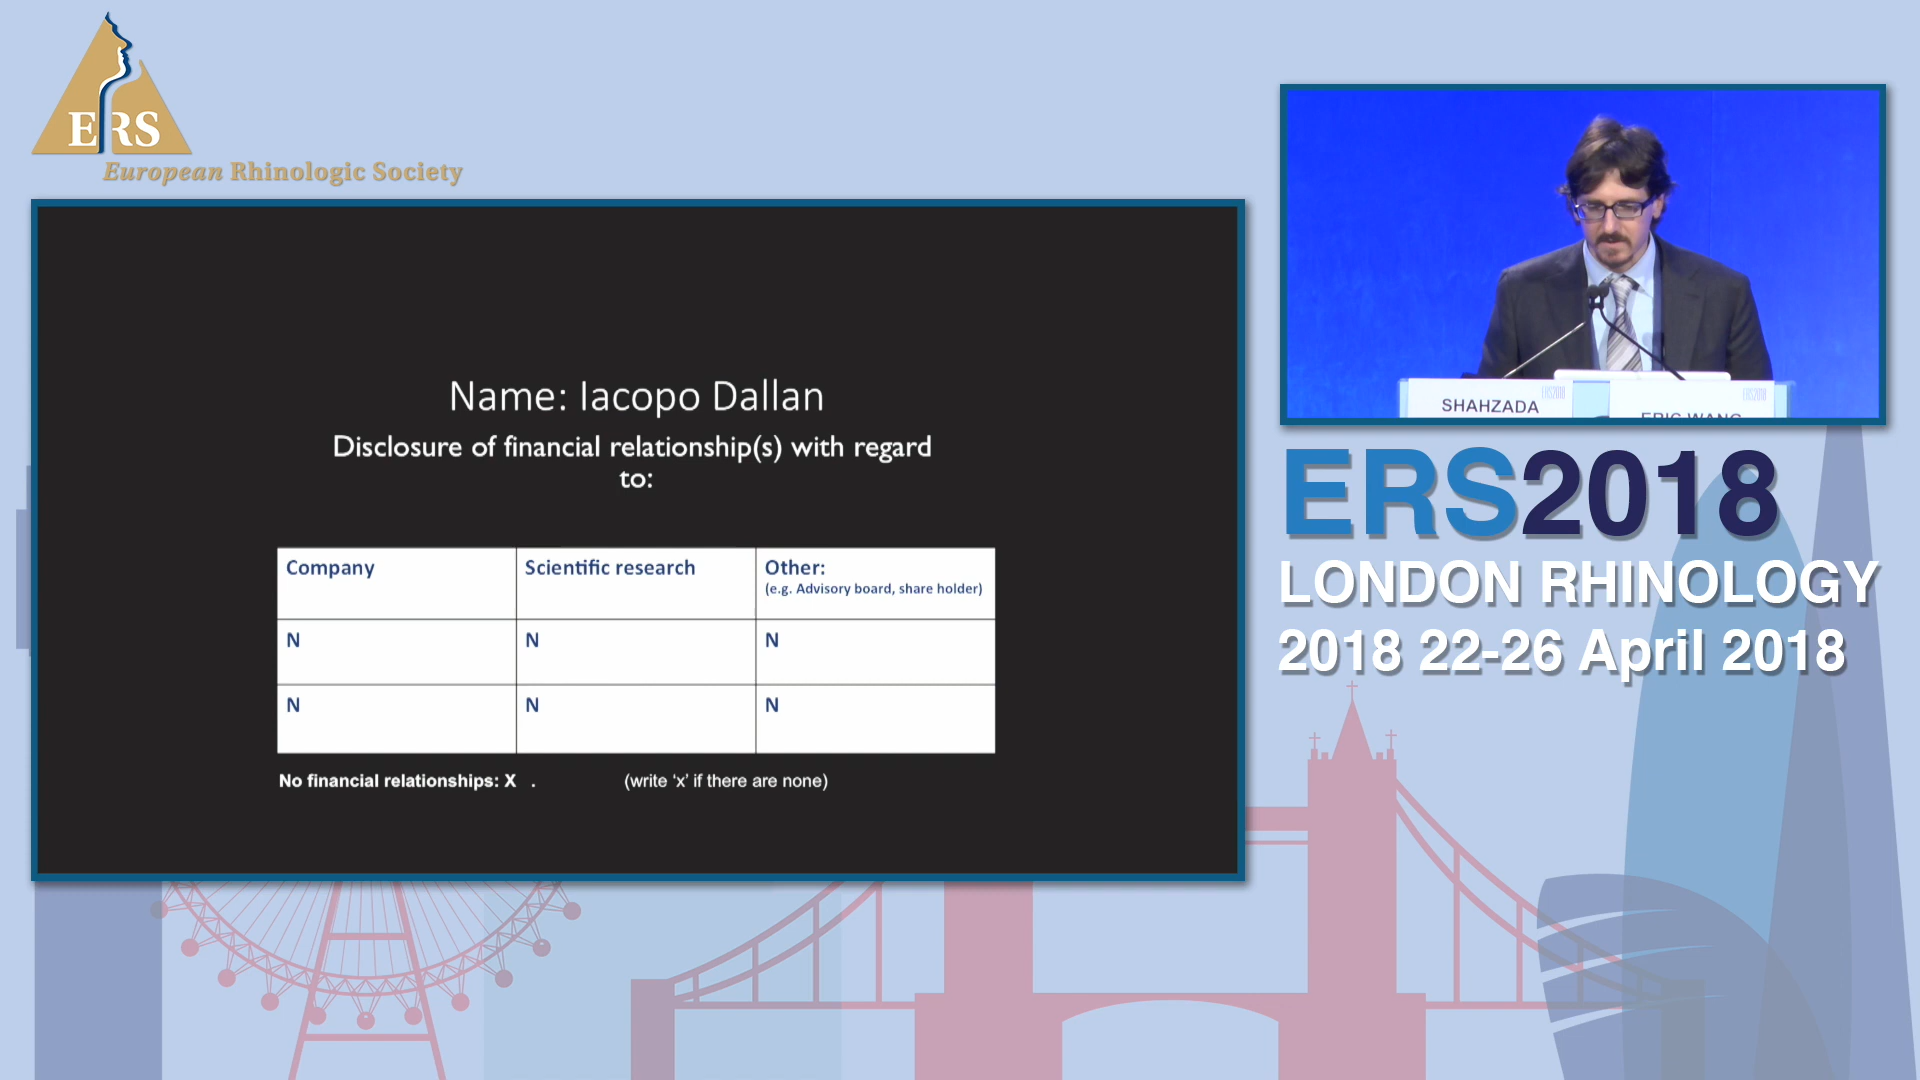 ERS
European Rhinologic Society
Name: Iacopo Dallan
Disclosure of financial relationship(s) with regard
to:
Company
Scientific research
Other:
(e.g. Advisory board, share holder)
N
N
N
N
N
N
No financial relationships: X .
(write ‘x’ if there are none)
SHAHZADA
ERIC WANG
ERS2018
LONDON RHINOLOGY
2018 22-26 April 2018